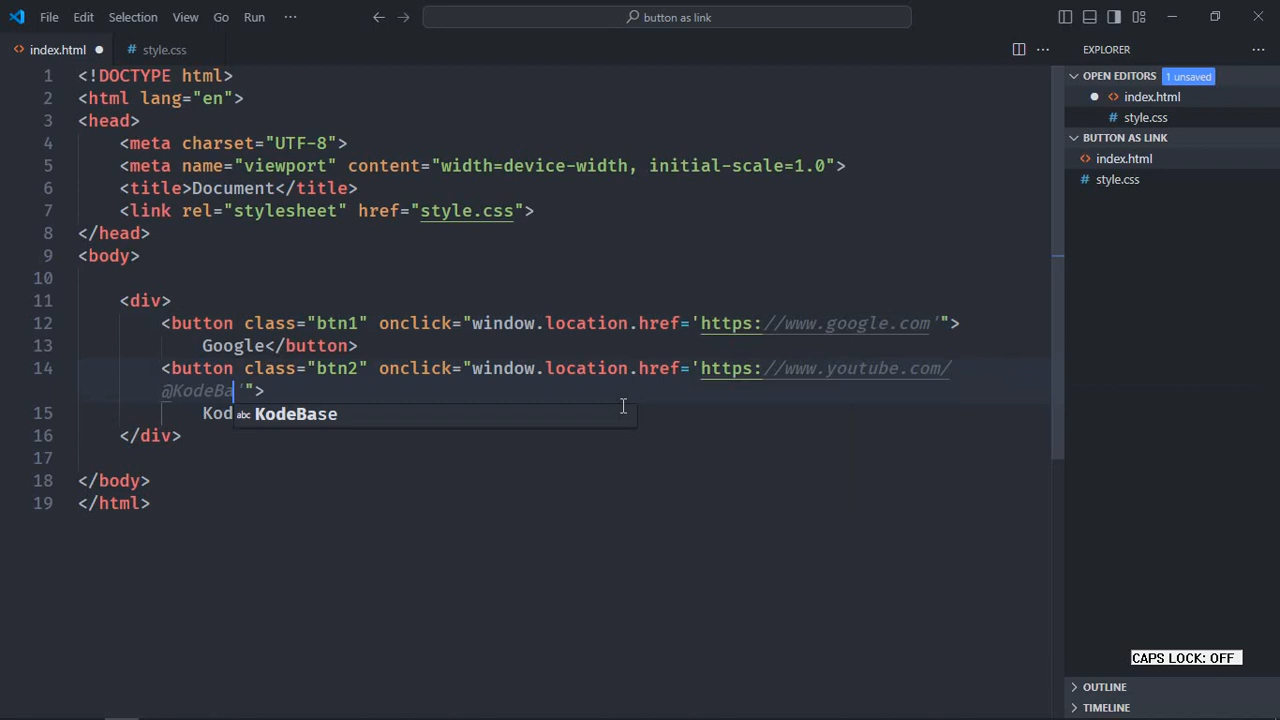 File Edit Selection View Go Run ··· button as link
index.html style.css
1 <!DOCTYPE html>
2 <html lang="en">
3 <head>
4 <meta charset="UTF-8">
5 <meta name="viewport" content="width=device-width, initial-scale=1.0">
6 <title>Document</title>
7 <link rel="stylesheet" href="style.css">
8 </head>
9 <body>
10
11 <div>
12 <button class="btn1" onclick="window.location.href='https://www.google.com'">
13 Google</button>
14 <button class="btn2" onclick="window.location.href='https://www.youtube.com/
@KodeBa'">
15 Kod
abc KodeBase
16 </div>
17
18 </body>
19 </html>
EXPLORER
OPEN EDITORS 1 unsaved
index.html
style.css
BUTTON AS LINK
index.html
style.css
CAPS LOCK: OFF
OUTLINE
TIMELINE